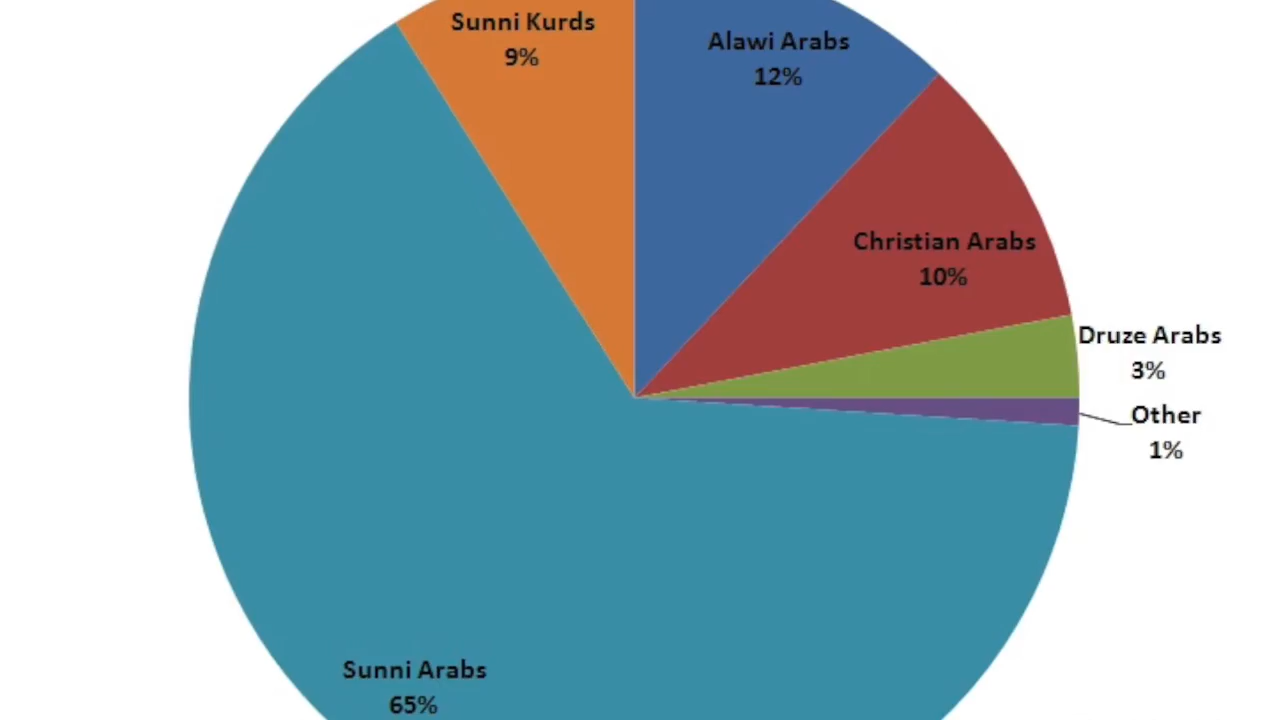 Sunni Kurds
9%
Alawi Arabs
12%
Christian Arabs
10%
Druze Arabs
3%
Other
1%
Sunni Arabs
65%